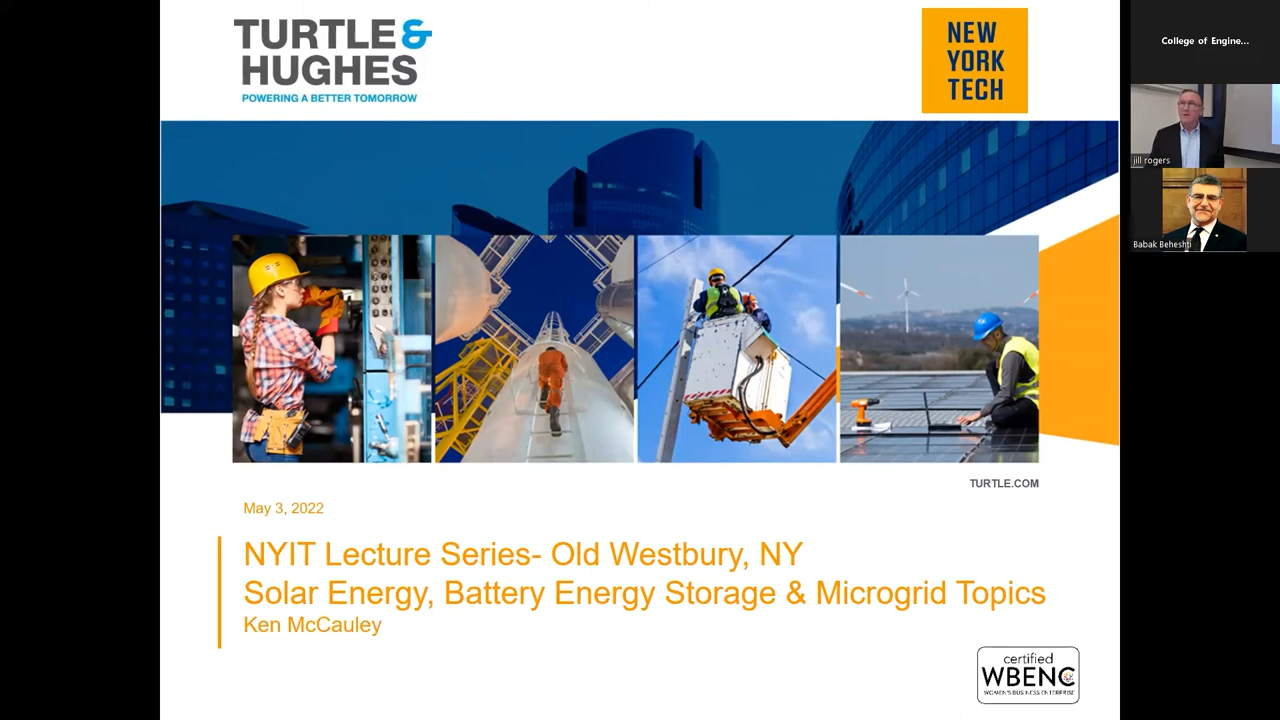 TURTLE &
HUGHES
POWERING A BETTER TOMORROW
NEW
YORK
TECH
College of Engine...
jill rogers
Babak Beheshti
TURTLE.COM
May 3, 2022
NYIT Lecture Series- Old Westbury, NY
Solar Energy, Battery Energy Storage & Microgrid Topics
Ken McCauley
certified
WBENC
WOMEN'S BUSINESS ENTERPRISE